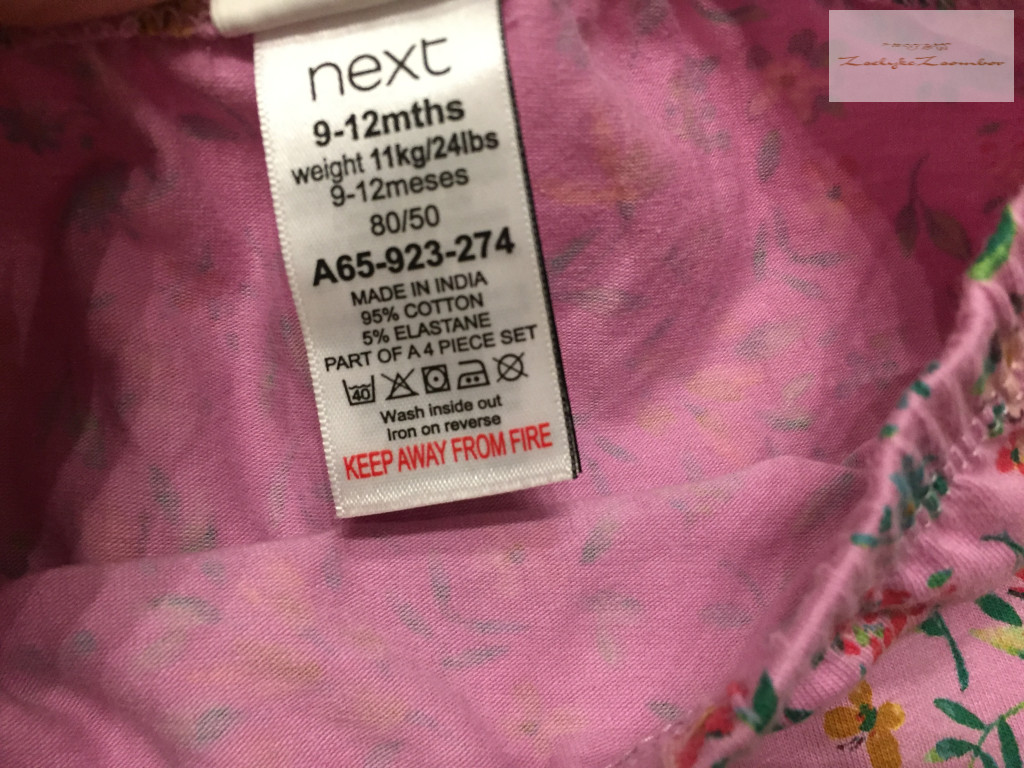 next
9-12mths
weight 11kg/24lbs
9-12meses
80/50
A65-923-274
MADE IN INDIA
95% COTTON
5% ELASTANE
PART OF A 4 PIECE SET
40
Wash inside out
Iron on reverse
KEEP AWAY FROM FIRE